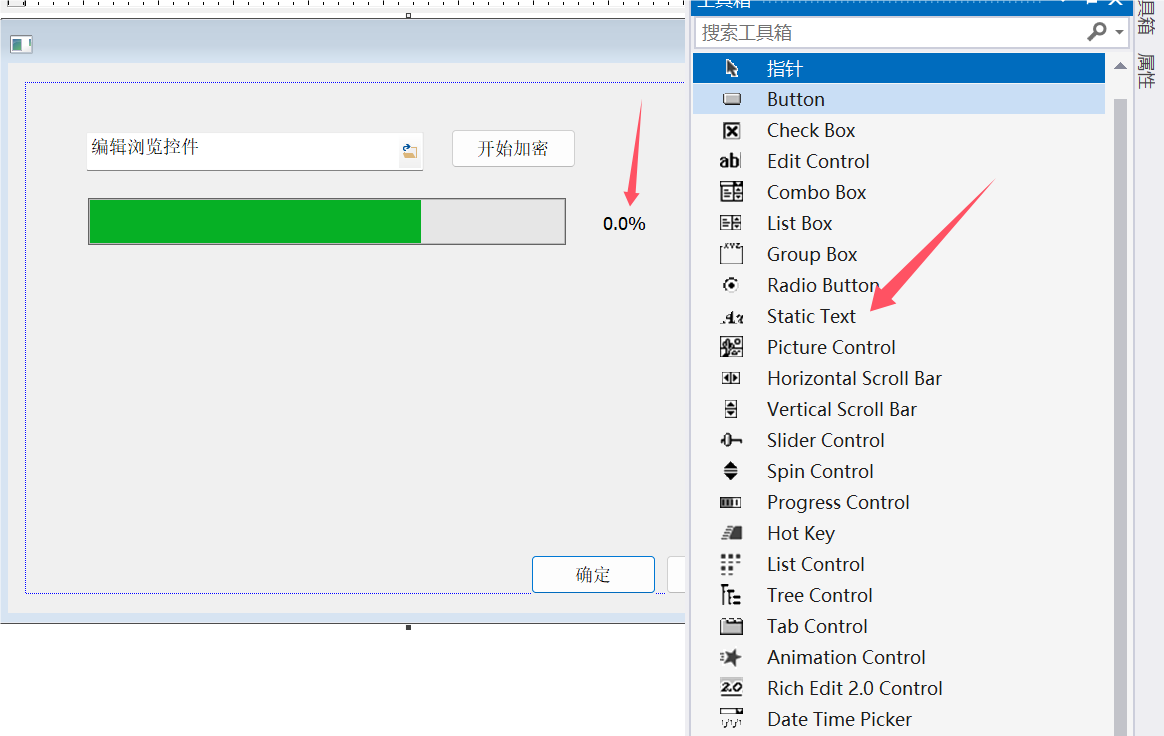 工具箱
搜索工具箱
指针
Button
Check Box
Edit Control
Combo Box
List Box
Group Box
Radio Button
Static Text
Picture Control
Horizontal Scroll Bar
Vertical Scroll Bar
Slider Control
Spin Control
Progress Control
Hot Key
List Control
Tree Control
Tab Control
Animation Control
Rich Edit 2.0 Control
Date Time Picker
编辑浏览控件
开始加密
0.0%
确定
具箱
属性